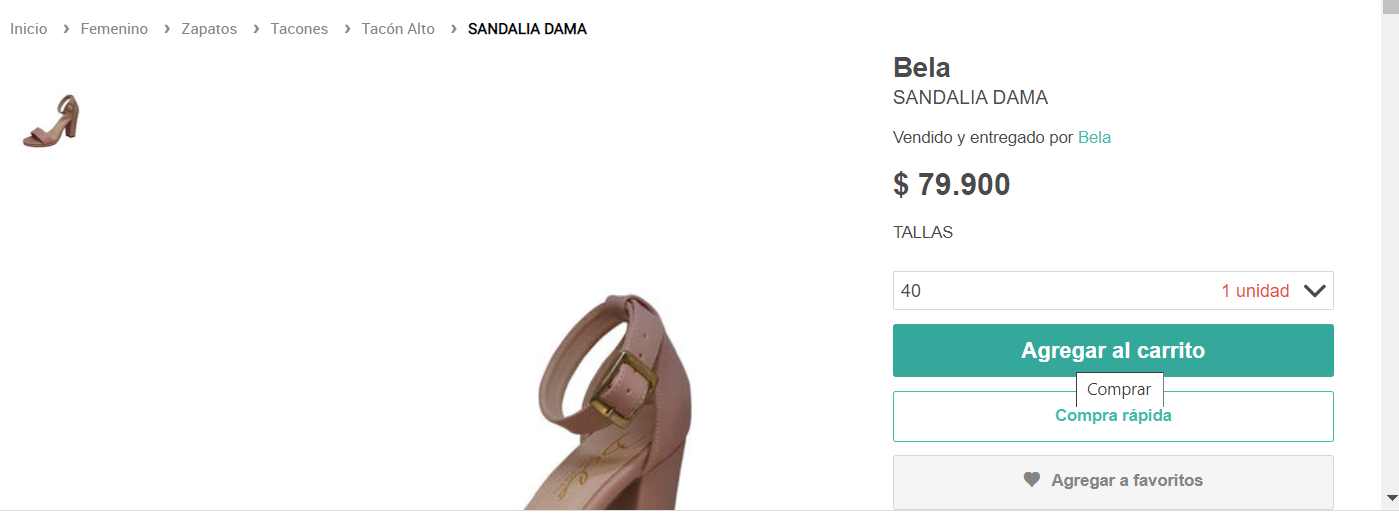 Inicio › Femenino › Zapatos › Tacones › Tacón Alto › SANDALIA DAMA
Bela
SANDALIA DAMA
Vendido y entregado por Bela
$ 79.900
TALLAS
40 1 unidad
Agregar al carrito
Comprar
Compra rápida
Agregar a favoritos